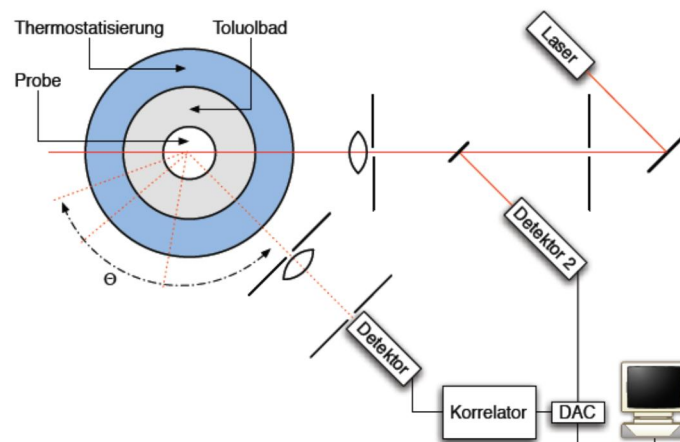 Thermostatisierung
Toluolbad
Probe
Laser
Detektor 2
Θ
Detektor
Korrelator
DAC